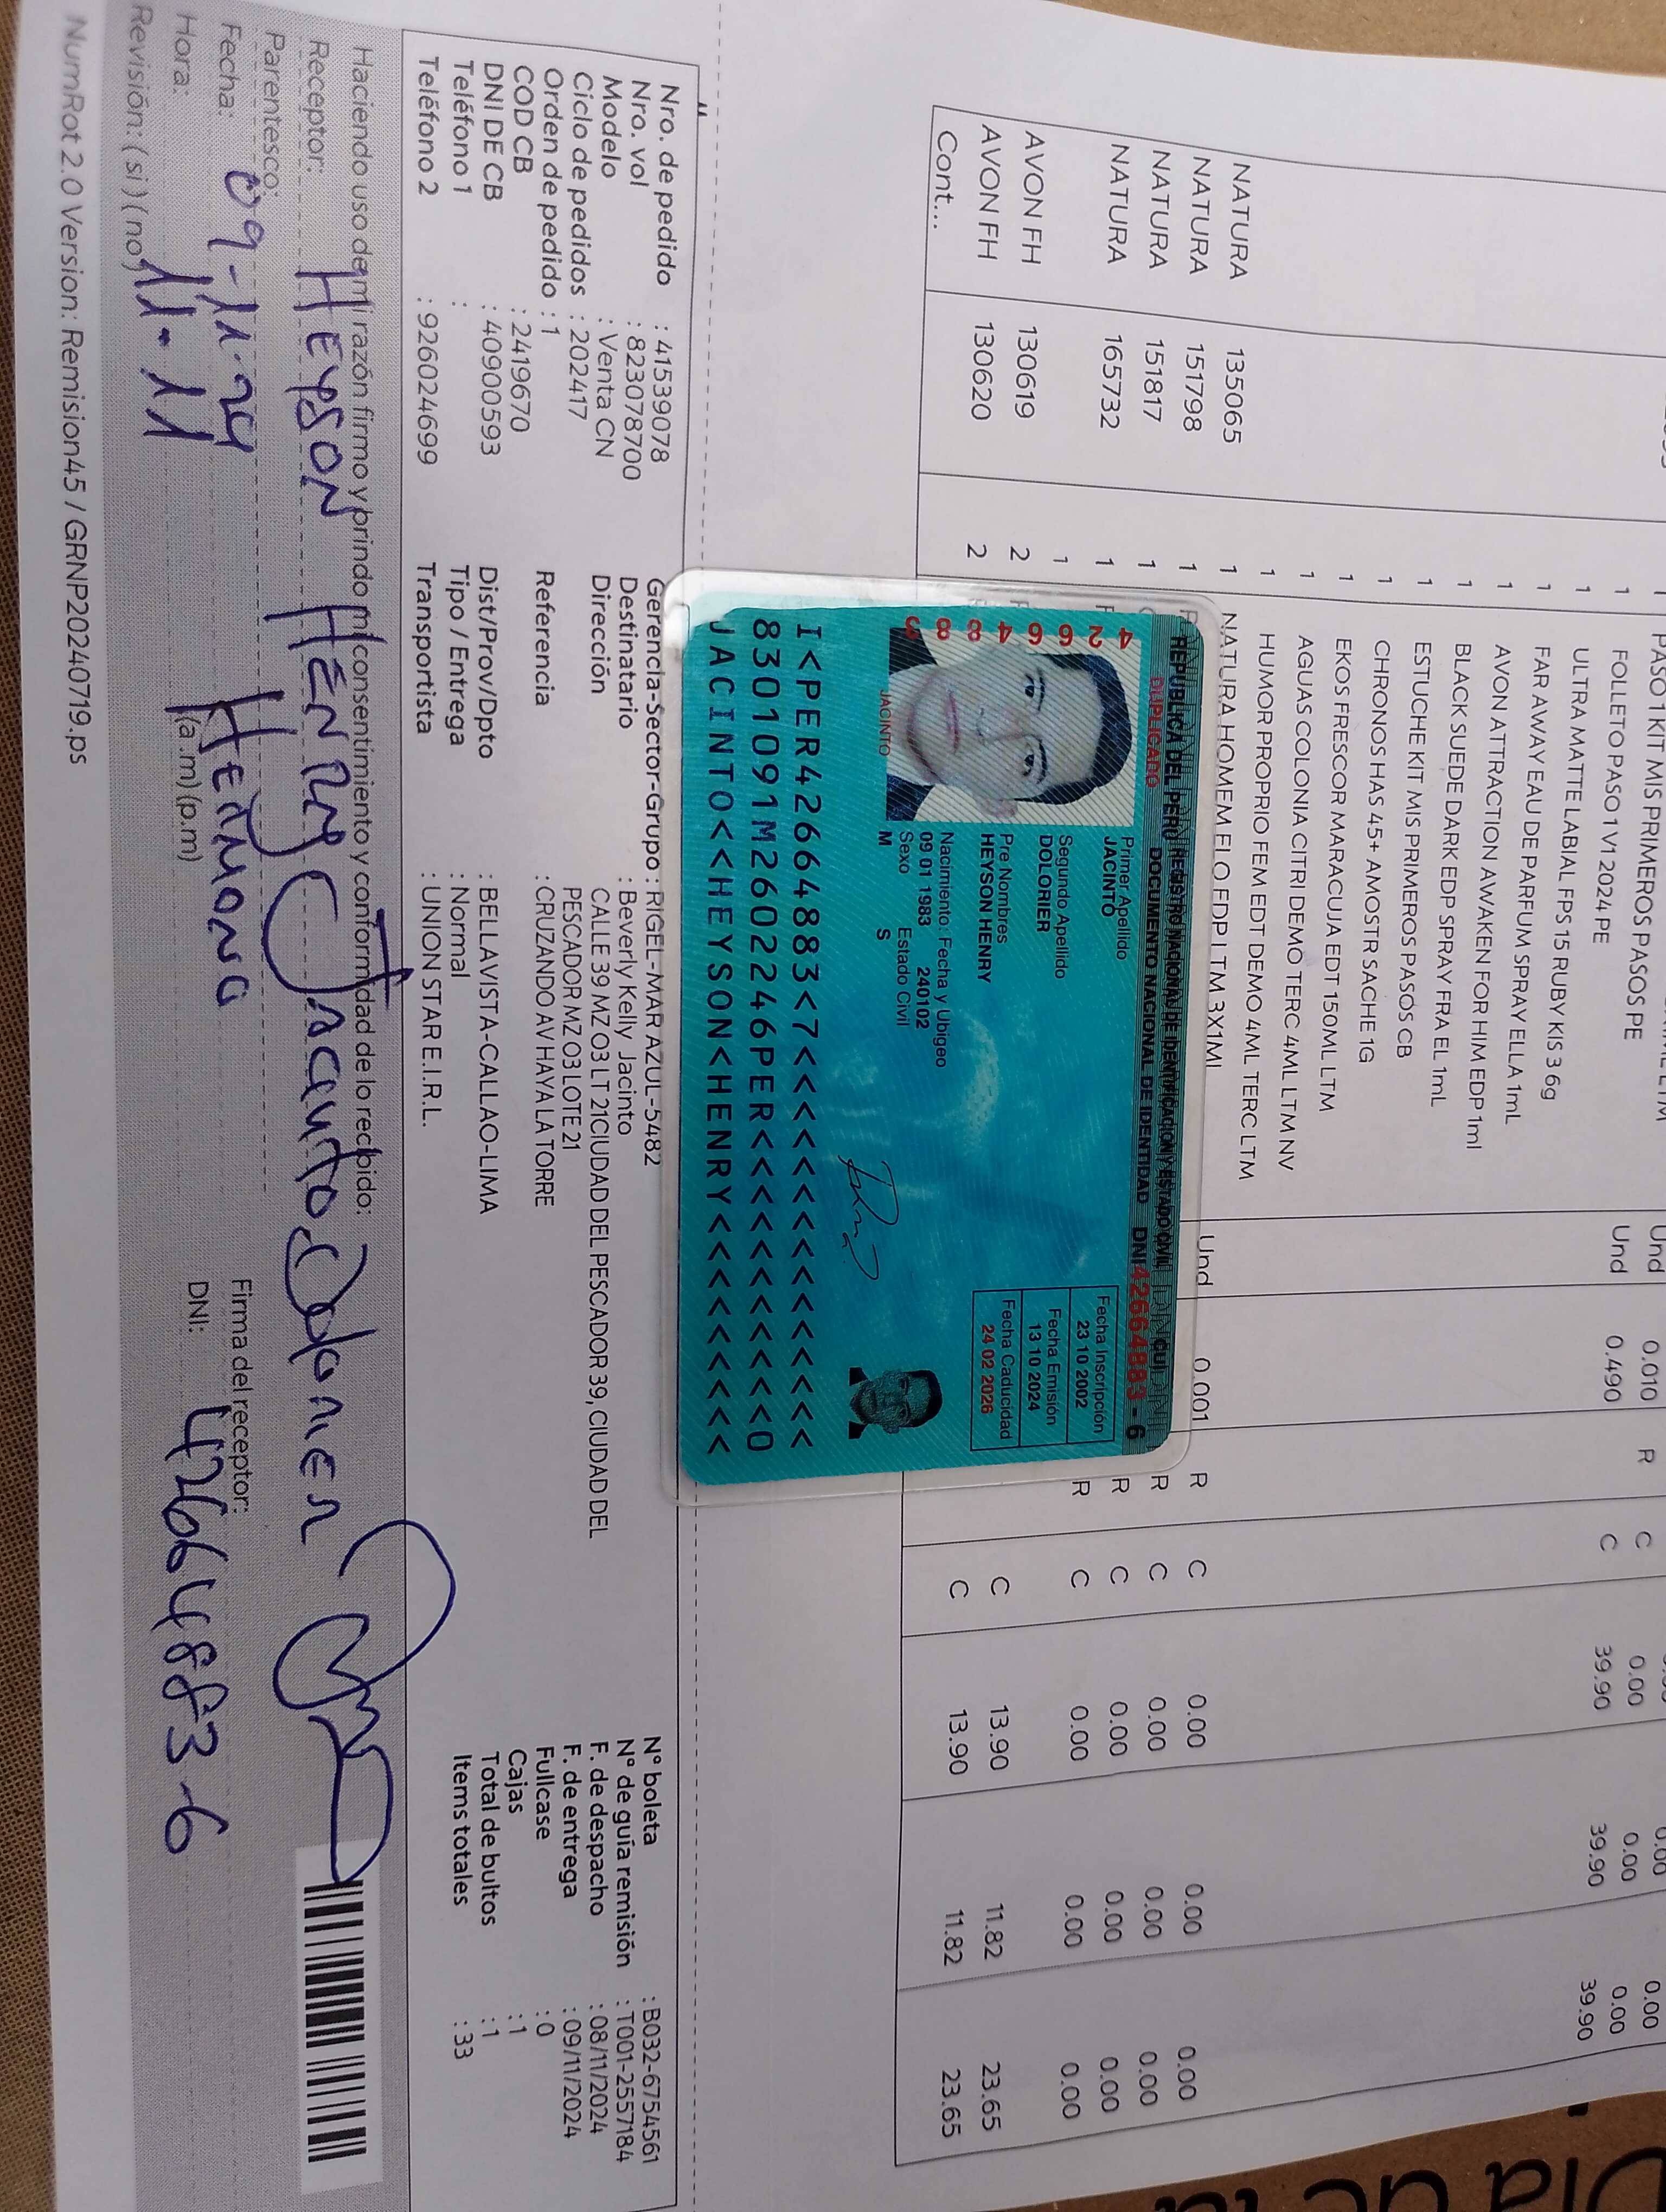 PASO 1 KIT MIS PRIMEROS PASOS PE Und 0.010 R C 0.00 0.00 0.00
1 FOLLETO PASO 1 V1 2024 PE Und 0.490 C 39.90 39.90 39.90
1 ULTRA MATTE LABIAL FPS 15 RUBY KIS 3 6g
1 FAR AWAY EAU DE PARFUM SPRAY ELLA 1mL
1 AVON ATTRACTION AWAKEN FOR HIM EDP 1ml
1 BLACK SUEDE DARK EDP SPRAY FRA EL 1mL
1 ESTUCHE KIT MIS PRIMEROS PASOS CB
1 CHRONOS HAS 45+ AMOSTR SACHE 1G
1 EKOS FRESCOR MARACUJA EDT 150ML LTM
1 AGUAS COLONIA CITRI DEMO TERC 4ML LTM NV
1 HUMOR PROPRIO FEM EDT DEMO 4ML TERC LTM
NATURA 135065 1 NATURA HOMEM ELO EDP LTM 3X1Ml Und 0.001 R C 0.00 0.00 0.00
NATURA 151798 1 R C 0.00 0.00 0.00
NATURA 151817 1 R C 0.00 0.00 0.00
NATURA 165732 1 R C 0.00 0.00 0.00
1
AVON FH 130619 2 C 13.90 11.82 23.65
AVON FH 130620 2 C 13.90 11.82 23.65
Cont...
REPUBLICA DEL PERU REGISTRO NACIONAL DE IDENTIFICACION Y ESTADO CIVIL
DUPLICADO DOCUMENTO NACIONAL DE IDENTIDAD DNI 42664883 - 6
42664883
JACINTO
Primer Apellido
JACINTO
Segundo Apellido
DOLORIER
Pre Nombres
HEYSON HENRY
Nacimiento: Fecha y Ubigeo
09 01 1983 240102
Sexo Estado Civil
M S
Fecha Inscripción
23 10 2002
Fecha Emisión
13 10 2024
Fecha Caducidad
24 02 2026
I<PER42664883<7<<<<<<<<<<<<<<<
8301091M2602246PER<<<<<<<<<<<0
JACINTO<<HEYSON<HENRY<<<<<<<<<
Nro. de pedido : 41539078
Nro. vol : 823078700
Modelo : Venta CN
Ciclo de pedidos : 202417
Orden de pedido : 1
COD CB : 2419670
DNI DE CB : 40900593
Teléfono 1 :
Teléfono 2 : 926024699
Gerencia-Sector-Grupo : RIGEL-MAR AZUL-5482
Destinatario : Beverly Kelly Jacinto
Dirección CALLE 39 MZ O3 LT 21CIUDAD DEL PESCADOR 39, CIUDAD DEL
PESCADOR MZ O3 LOTE 21
Referencia : CRUZANDO AV HAYA LA TORRE
Dist/Prov/Dpto : BELLAVISTA-CALLAO-LIMA
Tipo / Entrega : Normal
Transportista : UNION STAR E.I.R.L.
N° boleta : B032-6754561
N° de guía remisión : T001-2557184
F. de despacho : 08/11/2024
F. de entrega : 09/11/2024
Fullcase : 0
Cajas : 1
Total de bultos : 1
Items totales : 33
Haciendo uso de mi razón firmo y brindo mi consentimiento y conformidad de lo recibido:
Receptor: HEYSON HENRY Jacinto Dolorier
Parentesco: HERMANO
Fecha: 09-11-24
Hora: 11.11 (a.m) (p.m)
Revisión: ( si ) ( no )
Firma del receptor:
DNI: 42664883-6
NumRot 2.0 Version: Remision45 / GRNP20240719.ps
Día de la